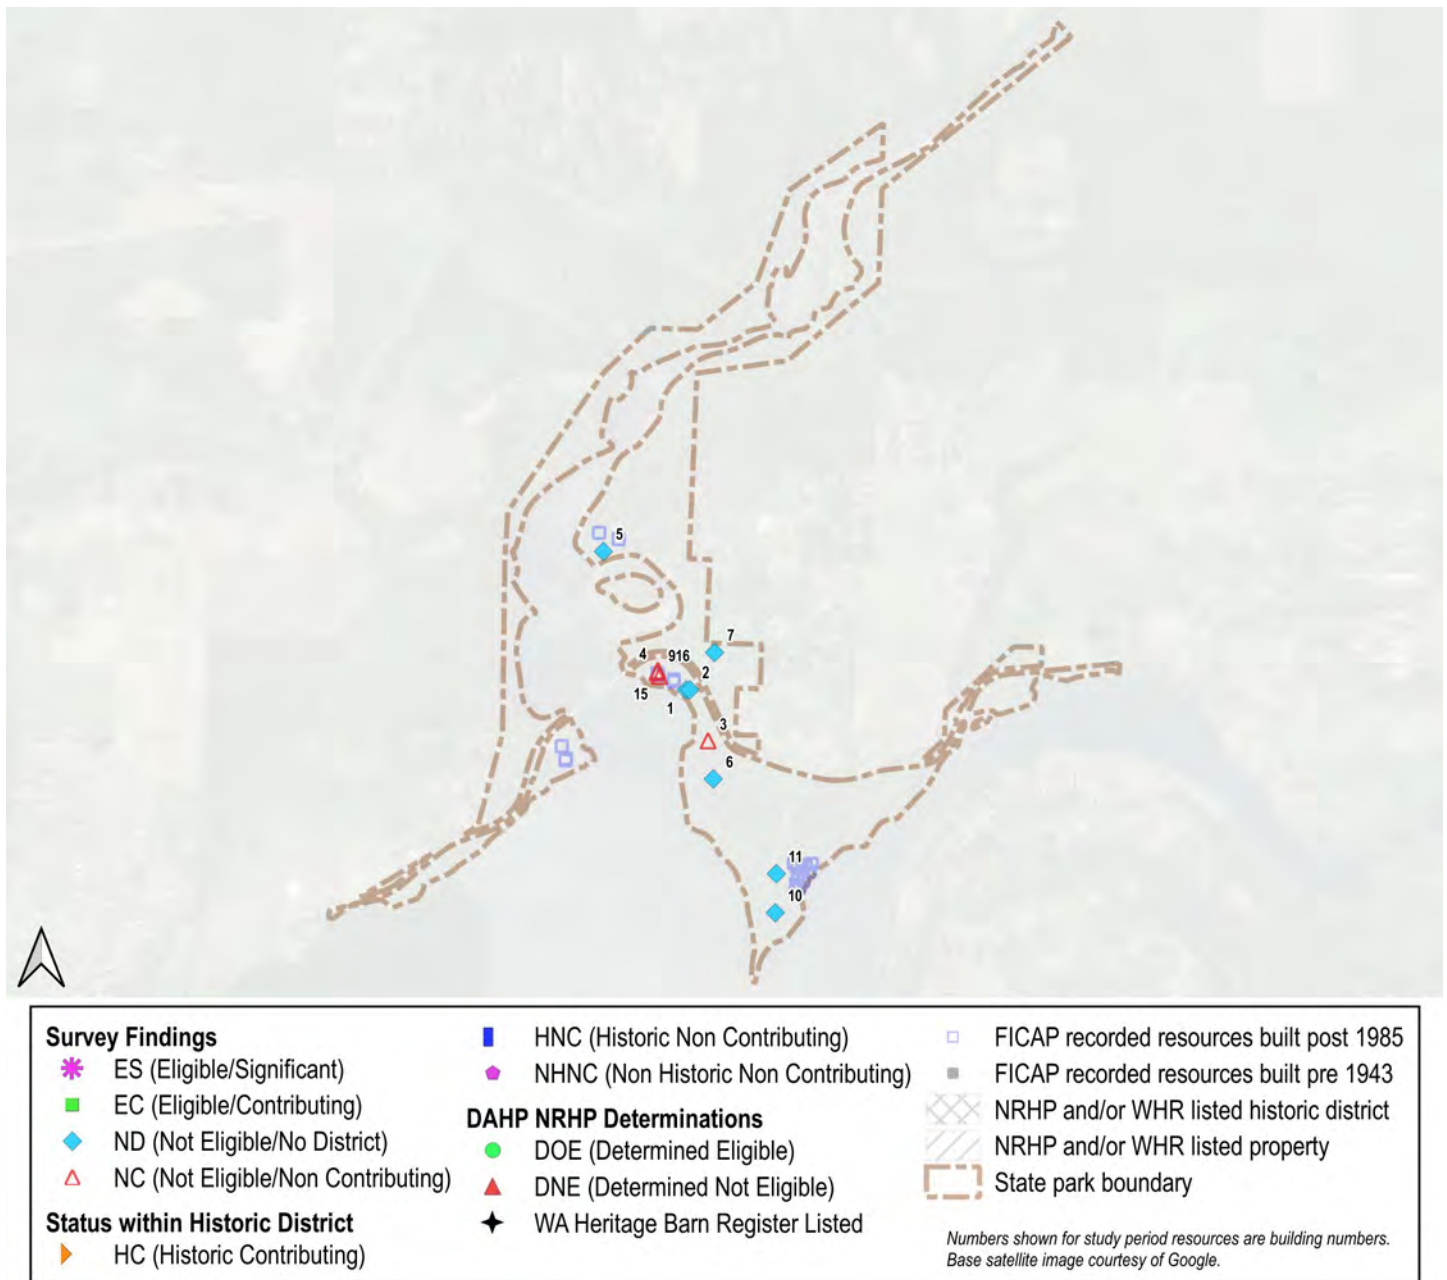 5
7
4
916
2
15
1
3
6
11
10
Survey Findings
ES (Eligible/Significant)
EC (Eligible/Contributing)
ND (Not Eligible/No District)
NC (Not Eligible/Non Contributing)
Status within Historic District
HC (Historic Contributing)
HNC (Historic Non Contributing)
NHNC (Non Historic Non Contributing)
DAHP NRHP Determinations
DOE (Determined Eligible)
DNE (Determined Not Eligible)
WA Heritage Barn Register Listed
FICAP recorded resources built post 1985
FICAP recorded resources built pre 1943
NRHP and/or WHR listed historic district
NRHP and/or WHR listed property
State park boundary
Numbers shown for study period resources are building numbers.
Base satellite image courtesy of Google.